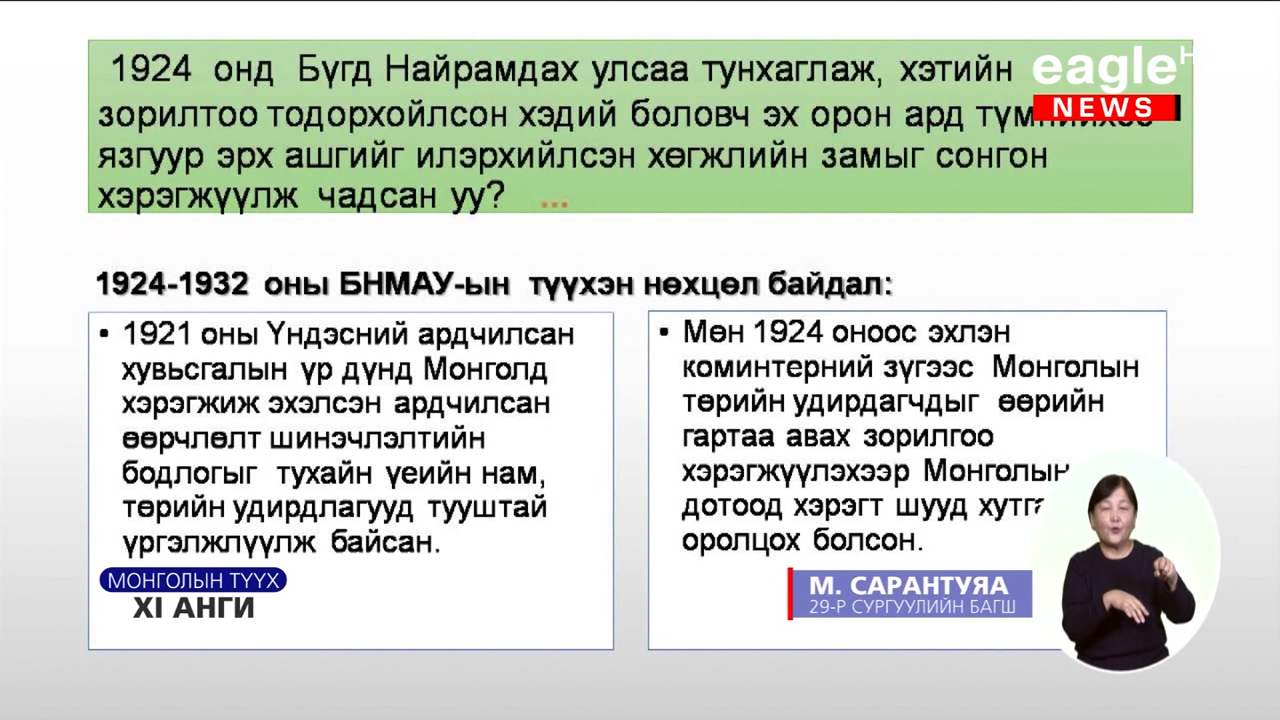 1924 онд Бүгд Найрамдах улсаа тунхаглаж, хэтийн
eagle
NEWS
зорилтоо тодорхойлсон хэдий боловч эх орон ард
язгуур эрх ашгийг илэрхийлсэн хөгжлийн замыг сонгон
хэрэгжүүлж чадсан уу? ...
1924-1932 оны БНМАУ-ын түүхэн нөхцөл байдал:
• 1921 оны Үндэсний ардчилсан
хувьсгалын үр дүнд Монголд
хэрэгжиж эхэлсэн ардчилсан
өөрчлөлт шинэчлэлтийн
бодлогыг тухайн үеийн нам,
төрийн удирдлагууд тууштай
үргэлжлүүлж байсан.
• Мөн 1924 оноос эхлэн
коминтерний зүгээс Монголын
төрийн удирдагчдыг өөрийн
гартаа авах зорилгоо
хэрэгжүүлэхээр Монголын
дотоод хэрэгт шууд
оролцох болсон.
МОНГОЛЫН ТҮҮХ
XI АНГИ
М. САРАНТУЯА
29-Р СУРГУУЛИЙН БАГШ